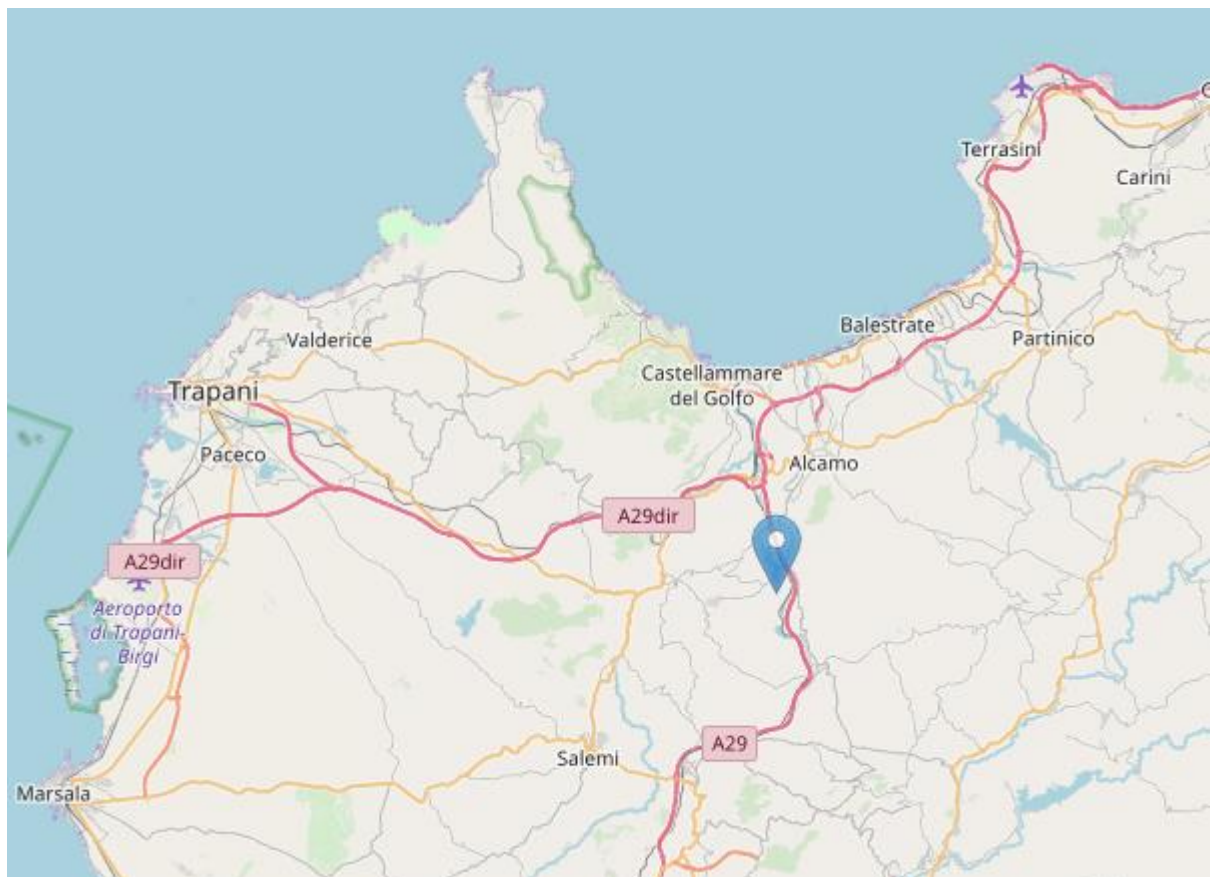 Terrasini
Carini
Balestrate
Valderice
Partinico
Castellammare
del Golfo
Trapani
Paceco
Alcamo
A29dir
A29dir
Aeroporto
di Trapani-
Birgi
A29
Salemi
Marsala